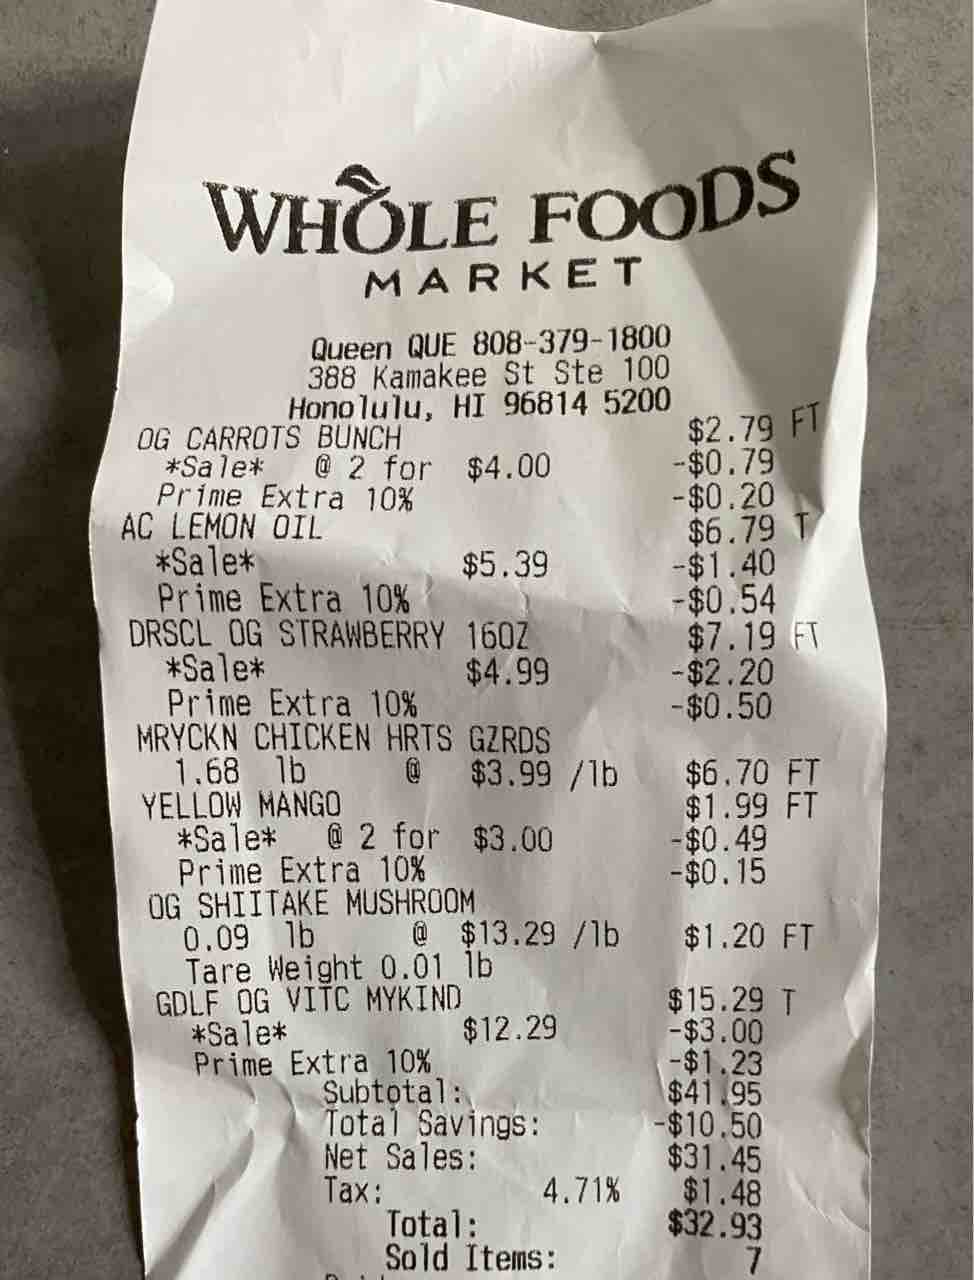 WHOLE FOODS
MARKET
Queen QUE 808-379-1800
388 Kamakee St Ste 100
Honolulu, HI 96814 5200
OG CARROTS BUNCH $2.79 FT
*Sale* @ 2 for $4.00 -$0.79
Prime Extra 10% -$0.20
AC LEMON OIL $6.79 T
*Sale* $5.39 -$1.40
Prime Extra 10% -$0.54
DRSCL OG STRAWBERRY 16OZ $7.19 FT
*Sale* $4.99 -$2.20
Prime Extra 10% -$0.50
MRYCKN CHICKEN HRTS GZRDS
1.68 lb @ $3.99 /lb $6.70 FT
YELLOW MANGO $1.99 FT
*Sale* @ 2 for $3.00 -$0.49
Prime Extra 10% -$0.15
OG SHIITAKE MUSHROOM
0.09 lb @ $13.29 /lb $1.20 FT
Tare Weight 0.01 lb
GDLF OG VITC MYKIND $15.29 T
*Sale* $12.29 -$3.00
Prime Extra 10% -$1.23
Subtotal: $41.95
Total Savings: -$10.50
Net Sales: $31.45
Tax: 4.71% $1.48
Total: $32.93
Sold Items: 7